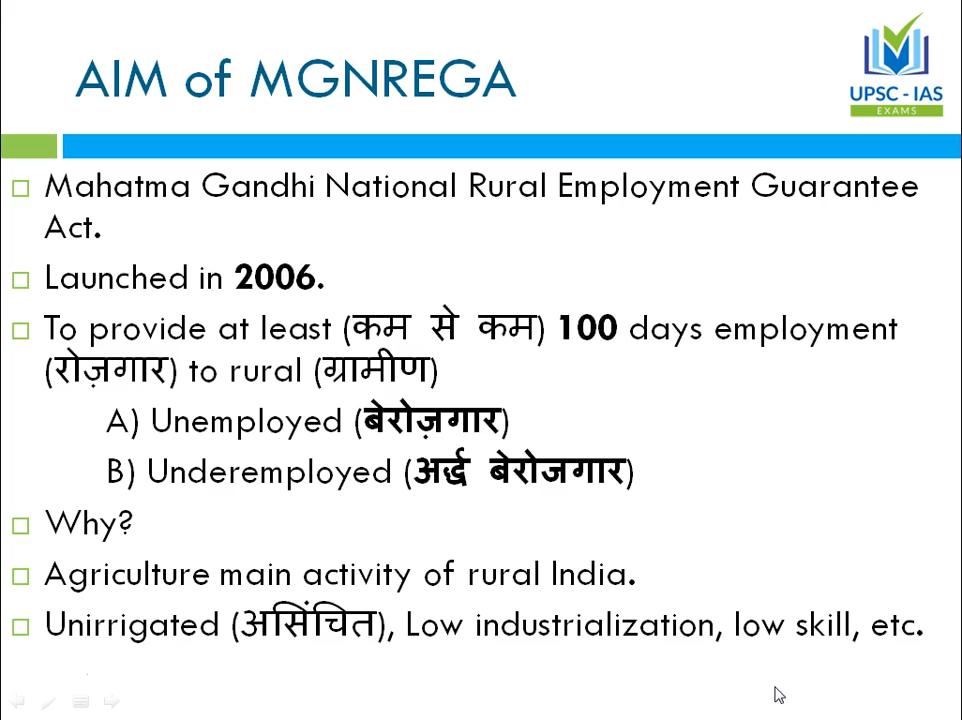 AIM of MGNREGA
UPSC - IAS
EXAMS
Mahatma Gandhi National Rural Employment Guarantee
Act.
Launched in 2006.
To provide at least (कम से कम) 100 days employment
(रोज़गार) to rural (ग्रामीण)
A) Unemployed (बेरोज़गार)
B) Underemployed (अर्द्ध बेरोजगार)
Why?
Agriculture main activity of rural India.
Unirrigated (असिंचित), Low industrialization, low skill, etc.